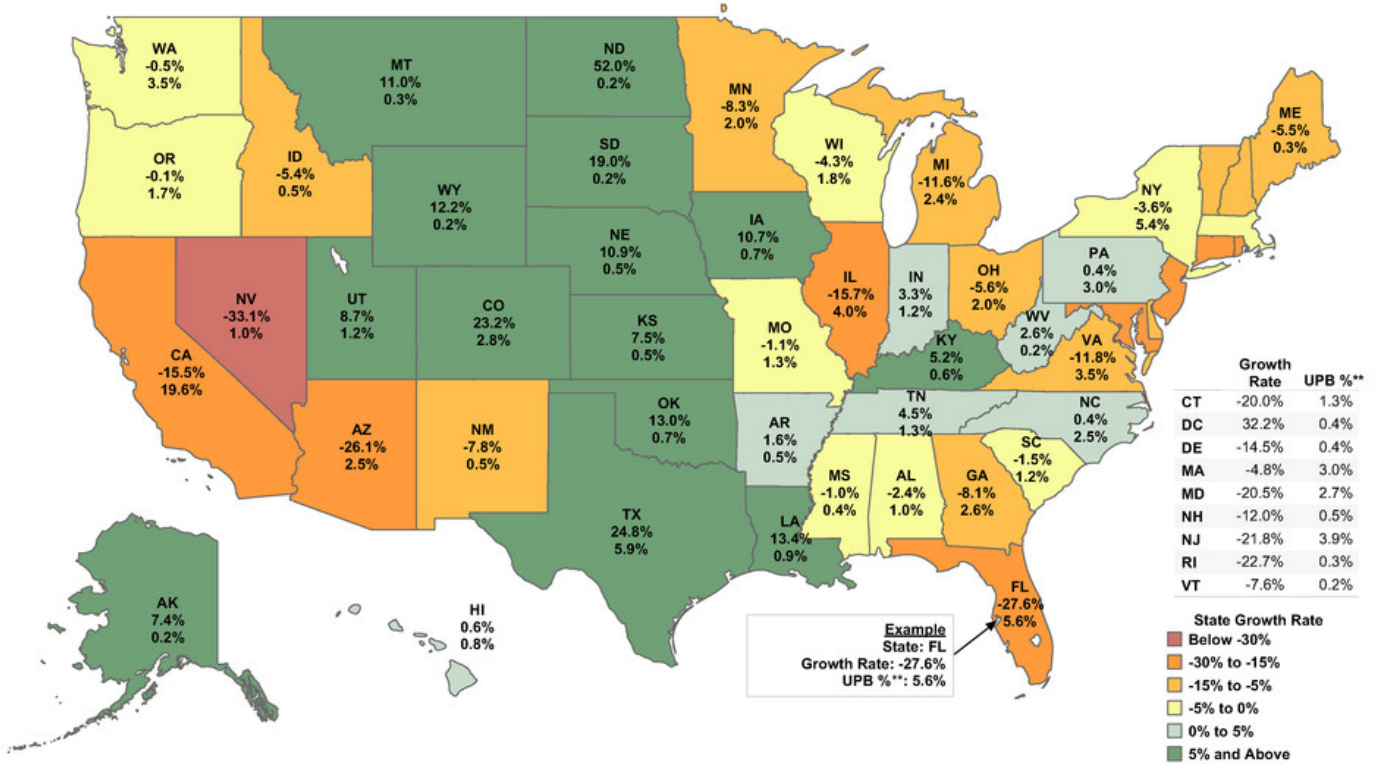 WA
-0.5%
3.5%
MT
11.0%
0.3%
ND
52.0%
0.2%
MN
-8.3%
2.0%
ME
-5.5%
0.3%
OR
-0.1%
1.7%
ID
-5.4%
0.5%
SD
19.0%
0.2%
WI
-4.3%
1.8%
MI
-11.6%
2.4%
NY
-3.6%
5.4%
WY
12.2%
0.2%
IA
10.7%
0.7%
NE
10.9%
0.5%
PA
0.4%
3.0%
NV
-33.1%
1.0%
UT
8.7%
1.2%
CO
23.2%
2.8%
KS
7.5%
0.5%
MO
-1.1%
1.3%
IL
-15.7%
4.0%
IN
3.3%
1.2%
OH
-5.6%
2.0%
WV
2.6%
0.2%
KY
5.2%
0.6%
VA
-11.8%
3.5%
CA
-15.5%
19.6%
AZ
-26.1%
2.5%
NM
-7.8%
0.5%
OK
13.0%
0.7%
AR
1.6%
0.5%
TN
4.5%
1.3%
NC
0.4%
2.5%
SC
-1.5%
1.2%
MS
-1.0%
0.4%
AL
-2.4%
1.0%
GA
-8.1%
2.6%
TX
24.8%
5.9%
LA
13.4%
0.9%
FL
-27.6%
5.6%
AK
7.4%
0.2%
HI
0.6%
0.8%
Example
State: FL
Growth Rate: -27.6%
UPB %**: 5.6%
Growth
Rate UPB %**
CT -20.0% 1.3%
DC 32.2% 0.4%
DE -14.5% 0.4%
MA -4.8% 3.0%
MD -20.5% 2.7%
NH -12.0% 0.5%
NJ -21.8% 3.9%
RI -22.7% 0.3%
VT -7.6% 0.2%
State Growth Rate
Below -30%
-30% to -15%
-15% to -5%
-5% to 0%
0% to 5%
5% and Above